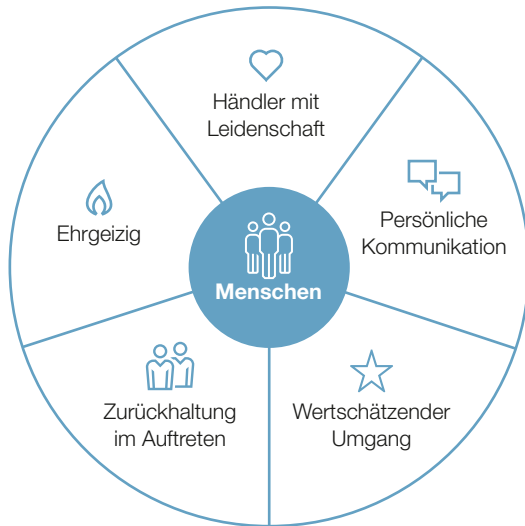 Händler mit
Leidenschaft
Persönliche
Kommunikation
Wertschätzender
Umgang
Zurückhaltung
im Auftreten
Ehrgeizig
Menschen